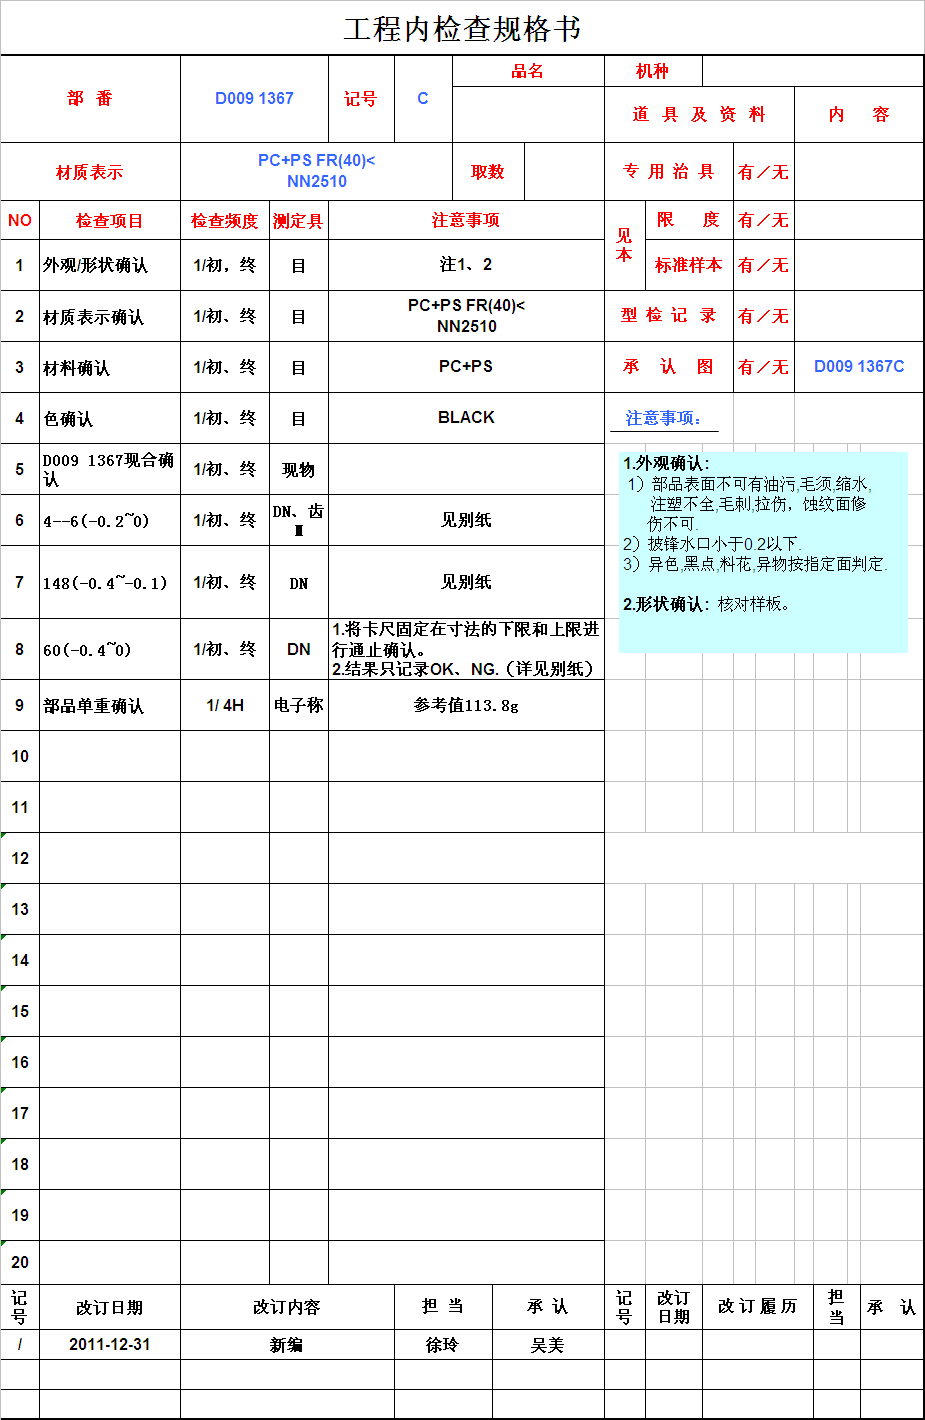 工程内检查规格书
部 番
D009 1367
记号
C
品名
机种
道 具 及 资 料
内 容
材质表示
PC+PS FR(40)<
NN2510
取数
专 用 治 具
有／无
NO
检查项目
检查频度
测定具
注意事项
见
本
限 度
有／无
1
外观/形状确认
1/初，终
目
注1、2
标准样本
有／无
2
材质表示确认
1/初、终
目
PC+PS FR(40)<
NN2510
型 检 记 录
有／无
3
材料确认
1/初、终
目
PC+PS
承 认 图
有／无
D009 1367C
4
色确认
1/初、终
目
BLACK
注意事项：
5
D009 1367现合确
认
1/初、终
现物
6
4--6(-0.2~0)
1/初、终
DN、齿
Ⅲ
见别纸
7
148(-0.4~-0.1)
1/初、终
DN
见别纸
8
60(-0.4~0)
1/初、终
DN
1.将卡尺固定在寸法的下限和上限进
行通止确认。
2.结果只记录OK、NG.（详见别纸）
1.外观确认:
1）部品表面不可有油污,毛须,缩水,
注塑不全,毛刺,拉伤，蚀纹面修
伤不可.
2）披锋水口小于0.2以下.
3）异色,黑点,料花,异物按指定面判定.
2.形状确认: 核对样板。
9
部品单重确认
1/ 4H
电子称
参考值113.8g
10
11
12
13
14
15
16
17
18
19
20
记
号
改订日期
改订内容
担 当
承 认
记
号
改订
日期
改 订 履 历
担
当
承 认
/
2011-12-31
新编
徐玲
吴美